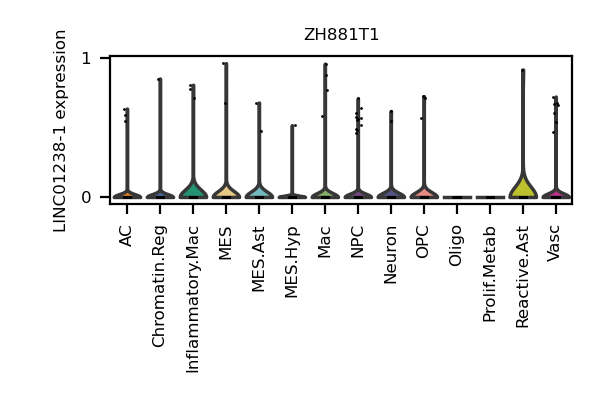 ZH881T1
LINC01238-1 expression
1
0
AC
Chromatin.Reg
Inflammatory.Mac
MES
MES.Ast
MES.Hyp
Mac
NPC
Neuron
OPC
Oligo
Prolif.Metab
Reactive.Ast
Vasc